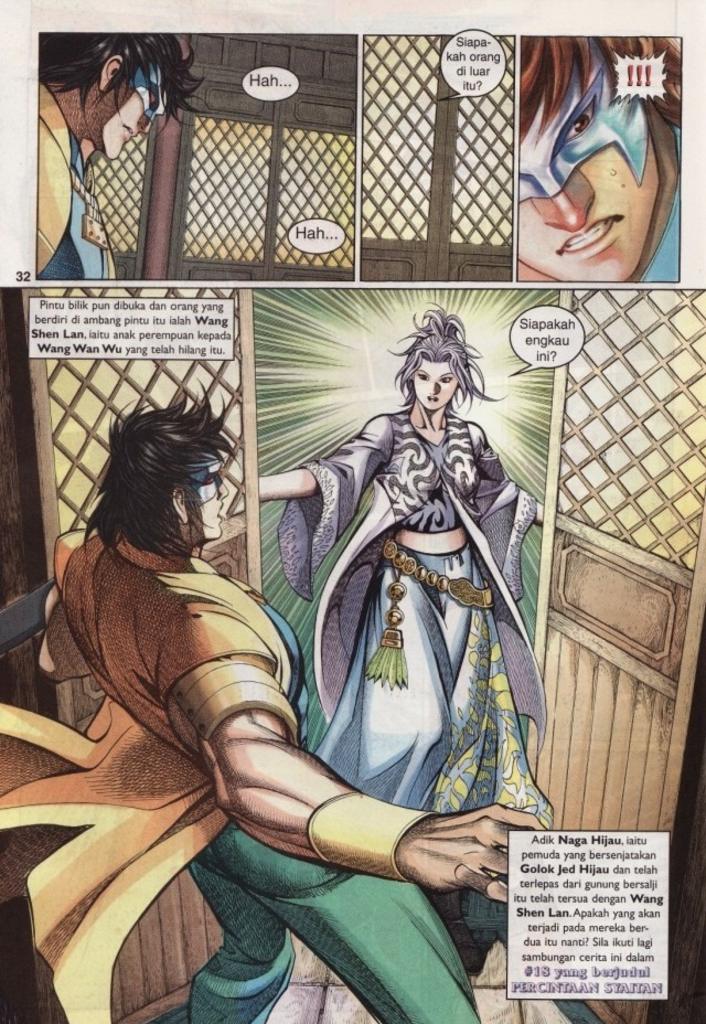 Hah...
Hah...
Siapa-
kah orang
di luar
itu?
!!!
32
Pintu bilik pun dibuka dan orang yang
berdiri di ambang pintu itu ialah Wang
Shen Lan, iaitu anak perempuan kepada
Wang Wan Wu yang telah hilang itu.
Siapakah
engkau
ini?
Adik Naga Hijau, iaitu
pemuda yang bersenjatakan
Golok Jed Hijau dan telah
terlepas dari gunung bersalji
itu telah tersua dengan Wang
Shen Lan. Apakah yang akan
terjadi pada mereka ber-
dua itu nanti? Sila ikuti lagi
sambungan cerita ini dalam
#18 yang berjudul
PERCINTAAN SYAITAN